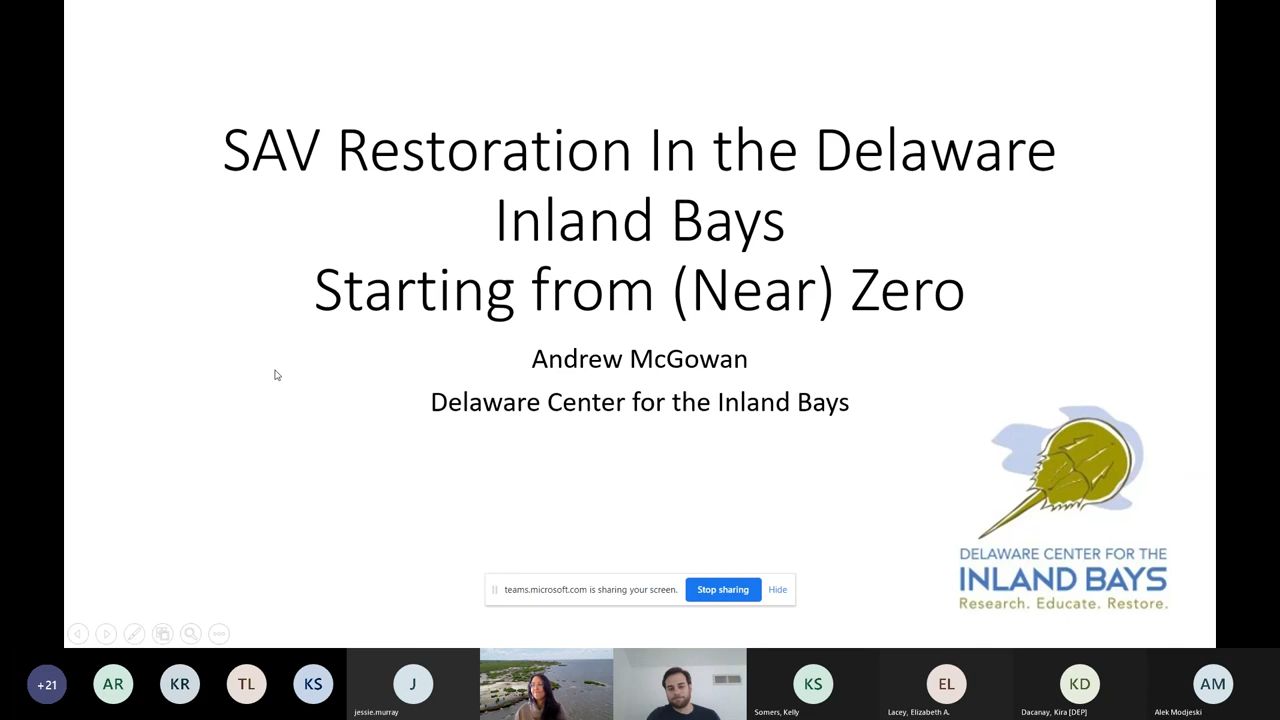 SAV Restoration In the Delaware
Inland Bays
Starting from (Near) Zero
Andrew McGowan
Delaware Center for the Inland Bays
DELAWARE CENTER FOR THE
INLAND BAYS
Research. Educate. Restore.
teams.microsoft.com is sharing your screen. Stop sharing Hide
+21 AR KR TL KS J KS EL KD AM
jessie.murray Somers, Kelly Lacey, Elizabeth A. Dacanay, Kira [DEP] Alek Modjeski